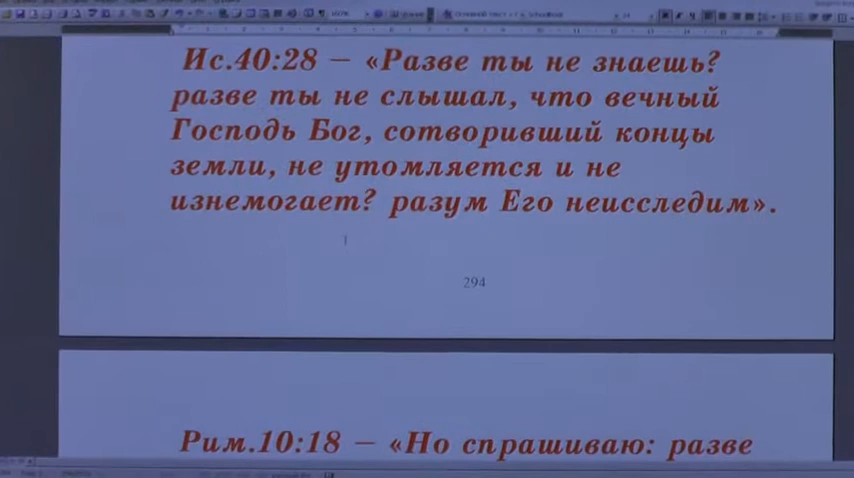 Ис.40:28 – «Разве ты не знаешь?
разве ты не слышал, что вечный
Господь Бог, сотворивший концы
земли, не утомляется и не
изнемогает? разум Его неисследим».
294
Рим.10:18 – «Но спрашиваю: разве